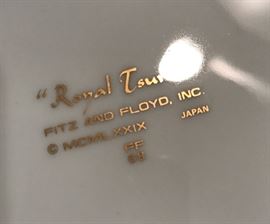 “Royal
FITZ AND FLOYD, INC.
© MCMLXXIX JAPAN
FF